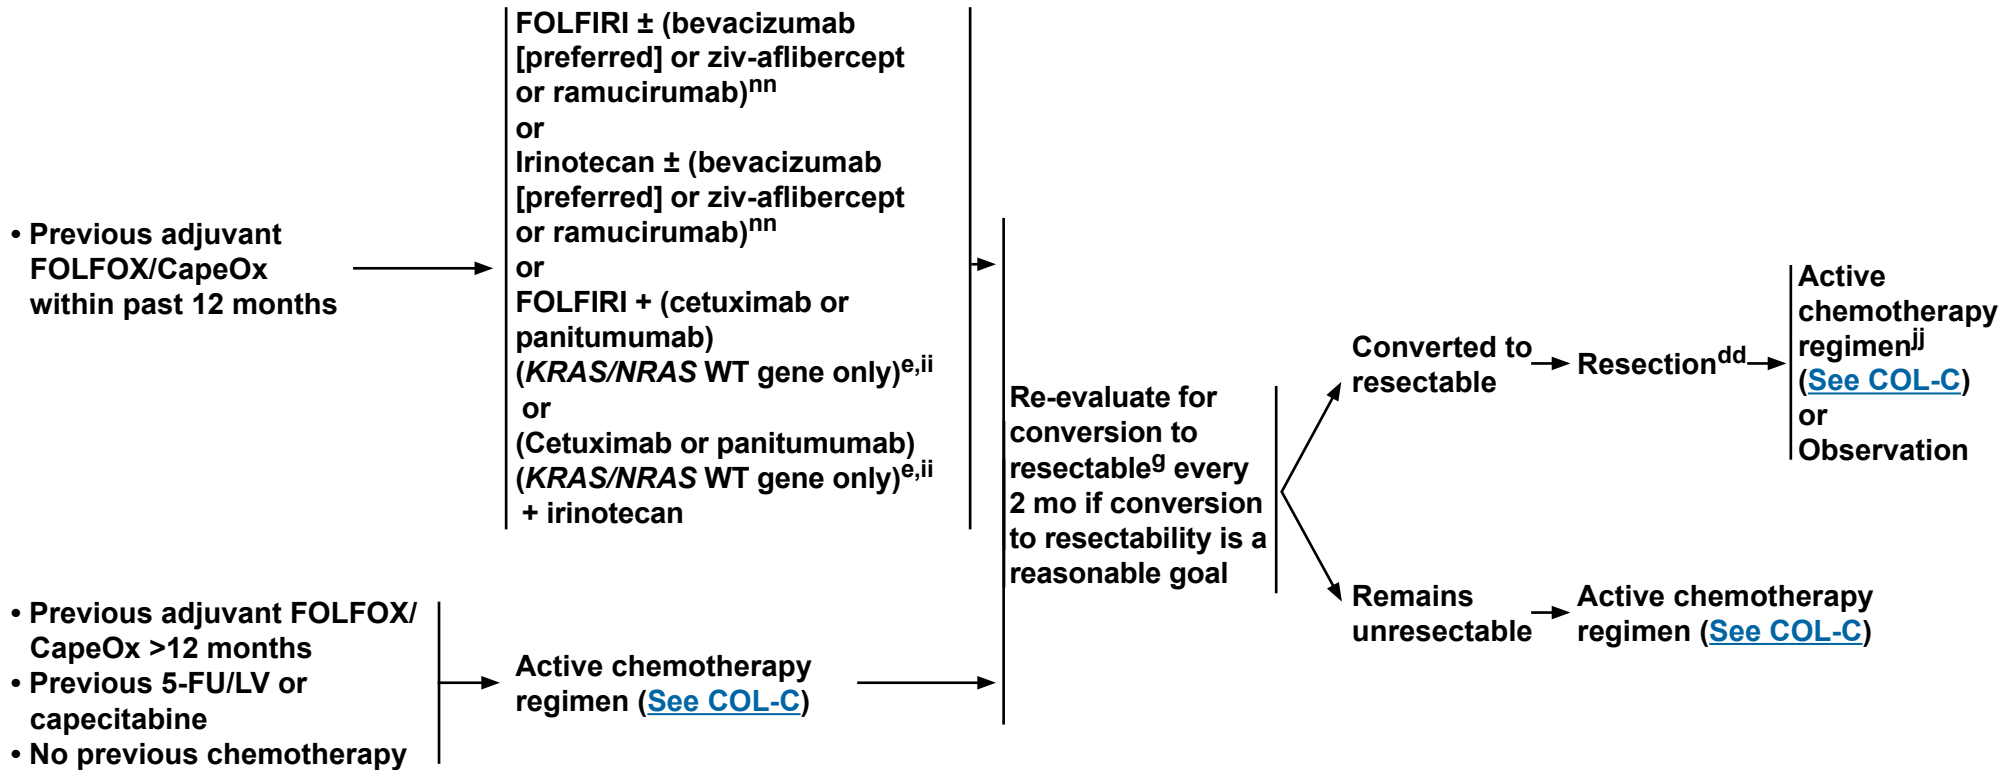 • Previous adjuvant
FOLFOX/CapeOx
within past 12 months
FOLFIRI ± (bevacizumab
[preferred] or ziv-aflibercept
or ramucirumab)nn
or
Irinotecan ± (bevacizumab
[preferred] or ziv-aflibercept
or ramucirumab)nn
or
FOLFIRI + (cetuximab or
panitumumab)
(KRAS/NRAS WT gene only)e,ii
or
(Cetuximab or panitumumab)
(KRAS/NRAS WT gene only)e,ii
+ irinotecan
• Previous adjuvant FOLFOX/
CapeOx >12 months
• Previous 5-FU/LV or
capecitabine
• No previous chemotherapy
Active chemotherapy
regimen (See COL-C)
Re-evaluate for
conversion to
resectableg every
2 mo if conversion
to resectability is a
reasonable goal
Converted to
resectable
Resectiondd
Active
chemotherapy
regimenjj
(See COL-C)
or
Observation
Remains
unresectable
Active chemotherapy
regimen (See COL-C)